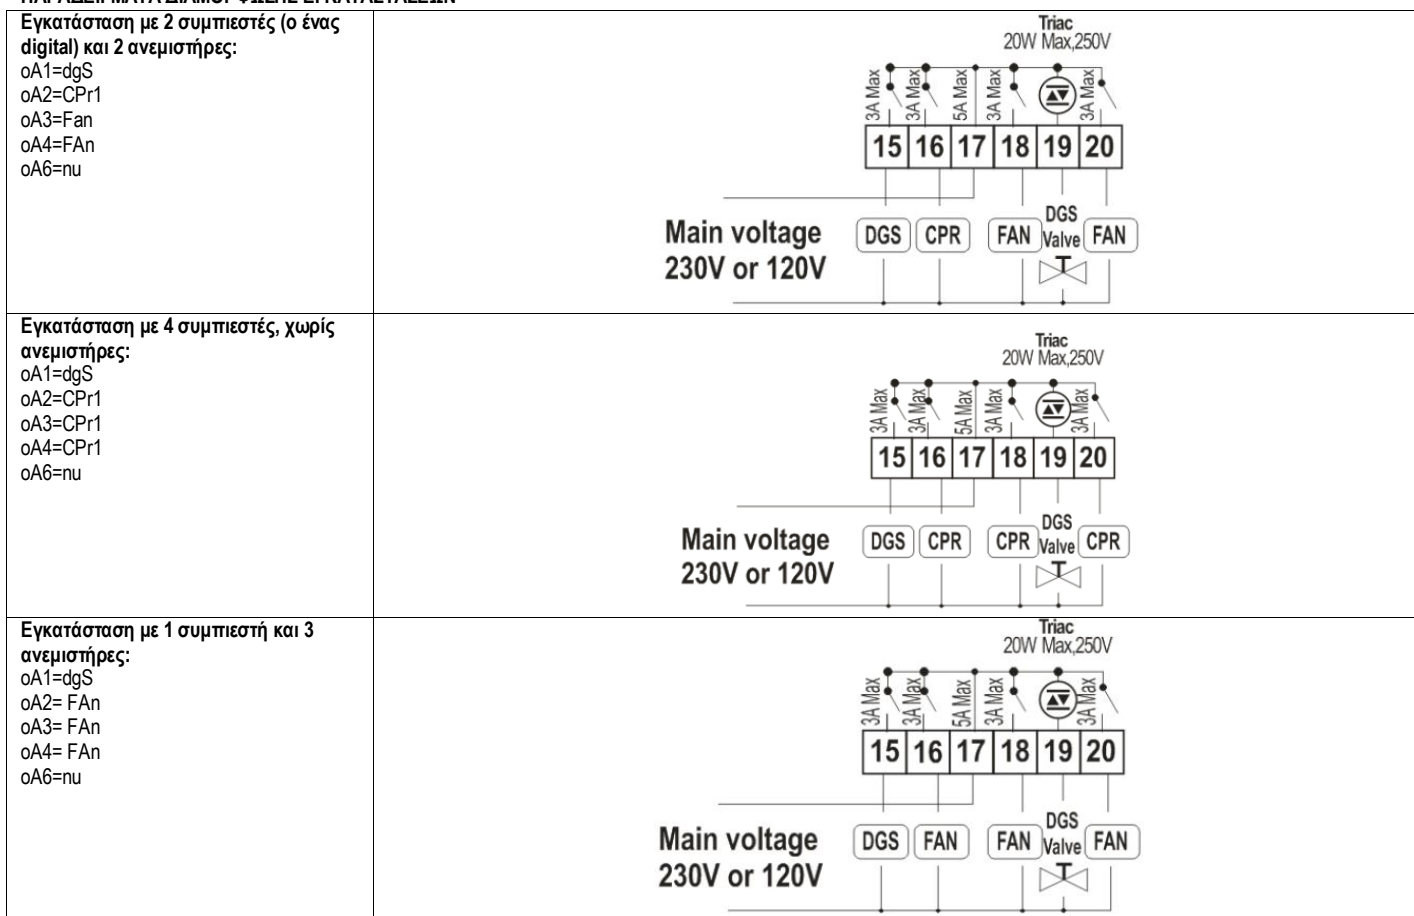 ΠΑΡΑΔΕΙΓΜΑΤΑ ΔΙΑΜΟΡΦΩΣΗΣ ΕΓΚΑΤΑΣΤΑΣΕΩΝ
Εγκατάσταση με 2 συμπιεστές (ο ένας
digital) και 2 ανεμιστήρες:
oA1=dgS
oA2=CPr1
oA3=Fan
oA4=FAn
oA6=nu
Triac
20W Max,250V
3A Max 3A Max 5A Max 3A Max 3A Max
15 16 17 18 19 20
Main voltage
230V or 120V
DGS CPR FAN DGS Valve FAN
Εγκατάσταση με 4 συμπιεστές, χωρίς
ανεμιστήρες:
oA1=dgS
oA2=CPr1
oA3=CPr1
oA4=CPr1
oA6=nu
Triac
20W Max,250V
3A Max 3A Max 5A Max 3A Max 3A Max
15 16 17 18 19 20
Main voltage
230V or 120V
DGS CPR CPR DGS Valve CPR
Εγκατάσταση με 1 συμπιεστή και 3
ανεμιστήρες:
oA1=dgS
oA2= FAn
oA3= FAn
oA4= FAn
oA6=nu
Triac
20W Max,250V
3A Max 3A Max 5A Max 3A Max 3A Max
15 16 17 18 19 20
Main voltage
230V or 120V
DGS FAN FAN DGS Valve FAN